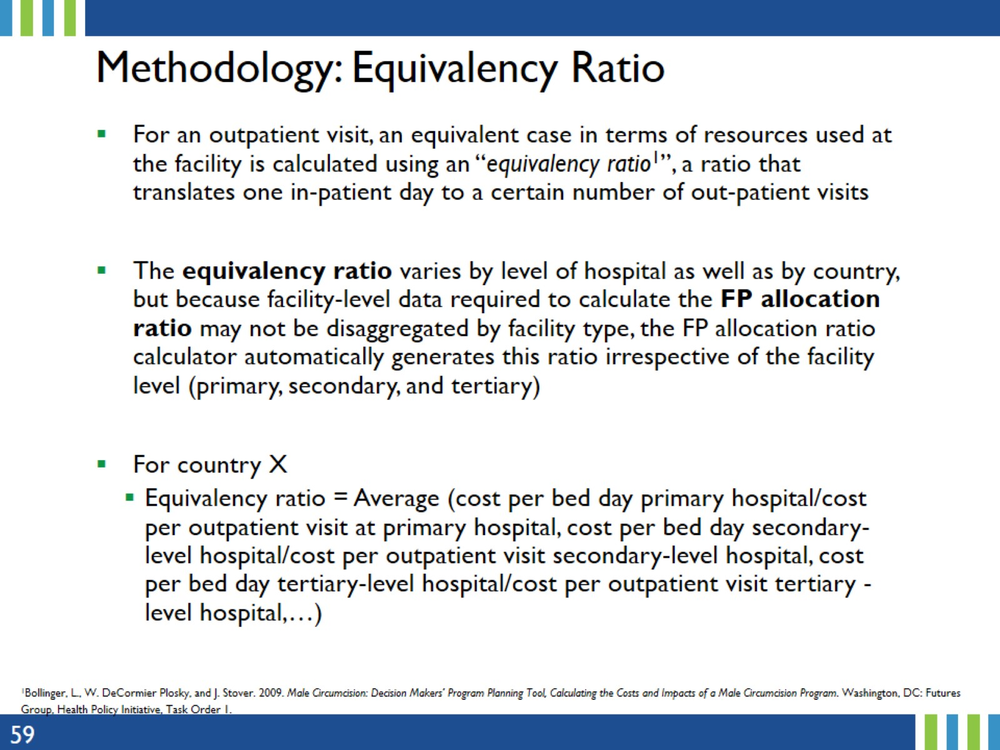 Methodology: Equivalency Ratio
▪ For an outpatient visit, an equivalent case in terms of resources used at
the facility is calculated using an “equivalency ratio¹”, a ratio that
translates one in-patient day to a certain number of out-patient visits
▪ The equivalency ratio varies by level of hospital as well as by country,
but because facility-level data required to calculate the FP allocation
ratio may not be disaggregated by facility type, the FP allocation ratio
calculator automatically generates this ratio irrespective of the facility
level (primary, secondary, and tertiary)
▪ For country X
▪ Equivalency ratio = Average (cost per bed day primary hospital/cost
per outpatient visit at primary hospital, cost per bed day secondary-
level hospital/cost per outpatient visit secondary-level hospital, cost
per bed day tertiary-level hospital/cost per outpatient visit tertiary -
level hospital,…)
¹Bollinger, L., W. DeCormier Plosky, and J. Stover. 2009. Male Circumcision: Decision Makers’ Program Planning Tool, Calculating the Costs and Impacts of a Male Circumcision Program. Washington, DC: Futures
Group, Health Policy Initiative, Task Order 1.
59